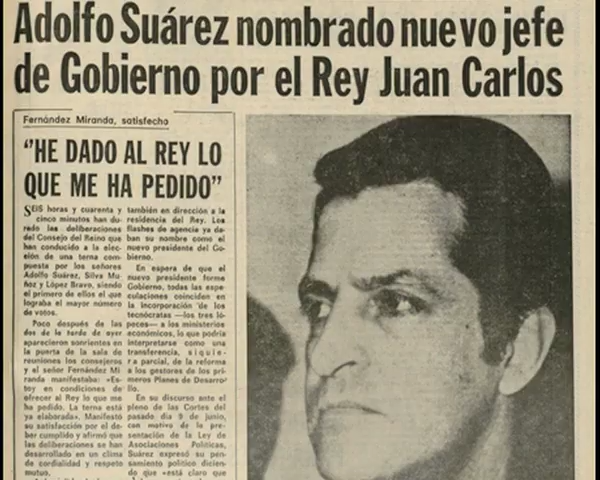 Adolfo Suárez nombrado nuevo jefe
de Gobierno por el Rey Juan Carlos
Fernández Miranda, satisfecho
“HE DADO AL REY LO
QUE ME HA PEDIDO”
SEIS horas y cuarenta y
cinco minutos han du-
rado las deliberaciones
del Consejo del Reino que
han conducido a la elec-
ción de una terna com-
puesta por los señores
Adolfo Suárez, Silva Mu-
ñoz y López Bravo, siendo
el primero de ellos el que
lograba el mayor número
de votos.
Poco después de las
dos de la tarde de ayer
aparecieron sonrientes en
la puerta de la sala de
reuniones los consejeros
y el señor Fernández Mi-
randa manifestaba: «Es-
toy en condiciones de
ofrecer al Rey lo que me
ha pedido. La terna está
ya elaborada». Manifestó
su satisfacción por el de-
ber cumplido y afirmó que
las deliberaciones se han
desarrollado en un clima
de cordialidad y respeto
mutuo.
también en dirección a la
residencia del Rey. Los
flashes de agencia ya da-
ban su nombre como el
nuevo presidente del Go-
bierno.
En espera de que el
nuevo presidente forme
Gobierno, todas las espe-
culaciones coinciden en
la incorporación de los
tecnócratas —los tres ló-
peces— a los ministerios
económicos, lo que podría
interpretarse como una
transferencia, siquie-
ra parcial, de la reforma
a los gestores de los pri-
meros Planes de Desarro-
llo.
En su discurso ante el
pleno de las Cortes del
pasado día 9 de junio,
con motivo de la pre-
sentación de la Ley de
Asociaciones Políticas,
Suárez expresó su pen-
samiento político dicien-
do que «está claro que